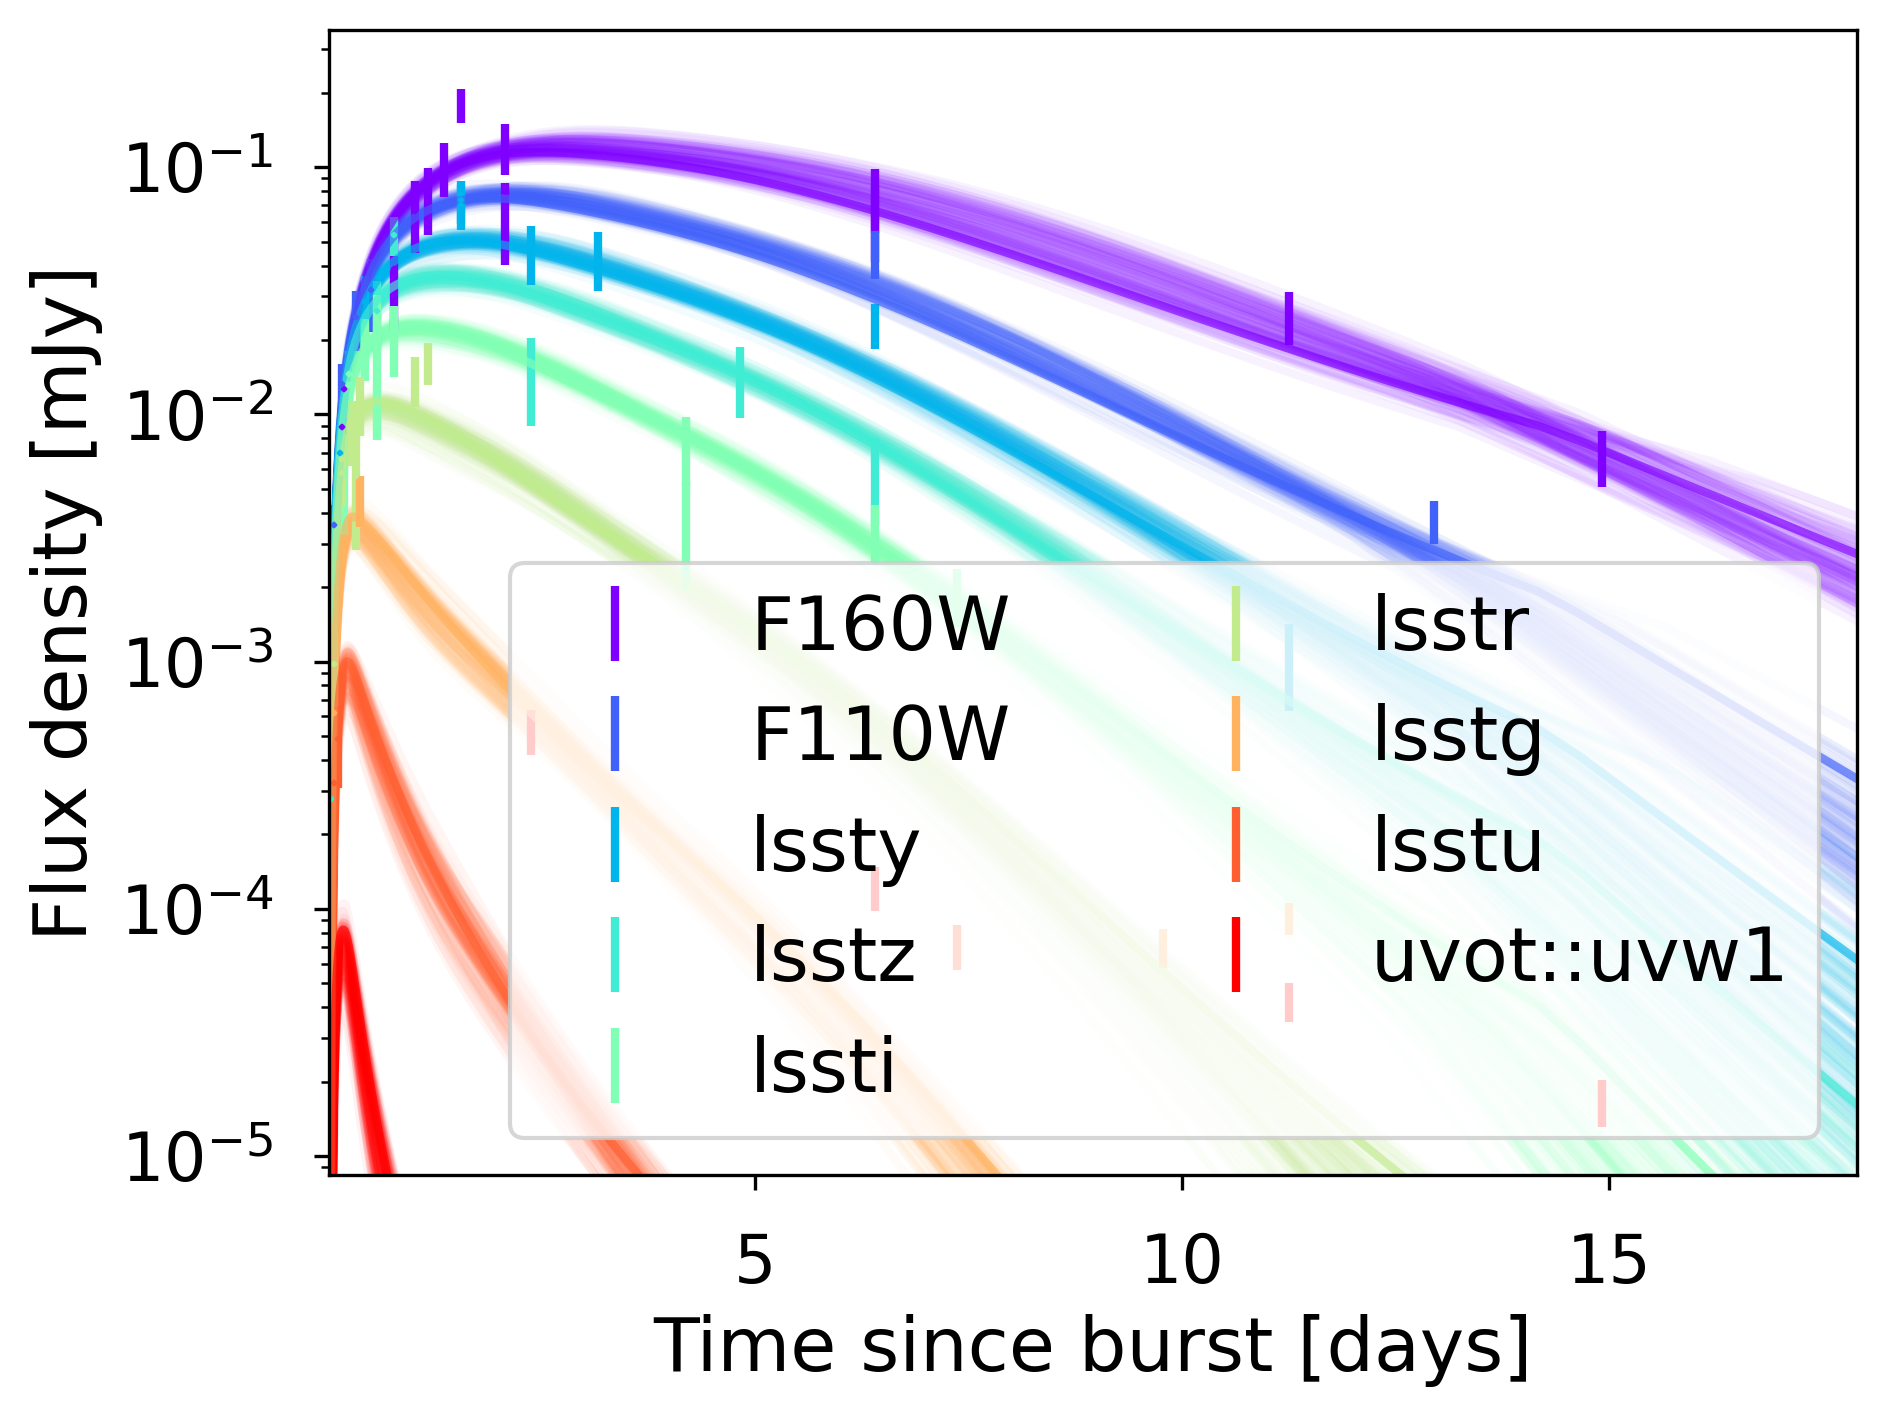 Flux density [mJy]
10⁻¹
10⁻²
10⁻³
10⁻⁴
10⁻⁵
F160W
F110W
lssty
lsstz
lssti
lsstr
lsstg
lsstu
uvot::uvw1
5 10 15
Time since burst [days]